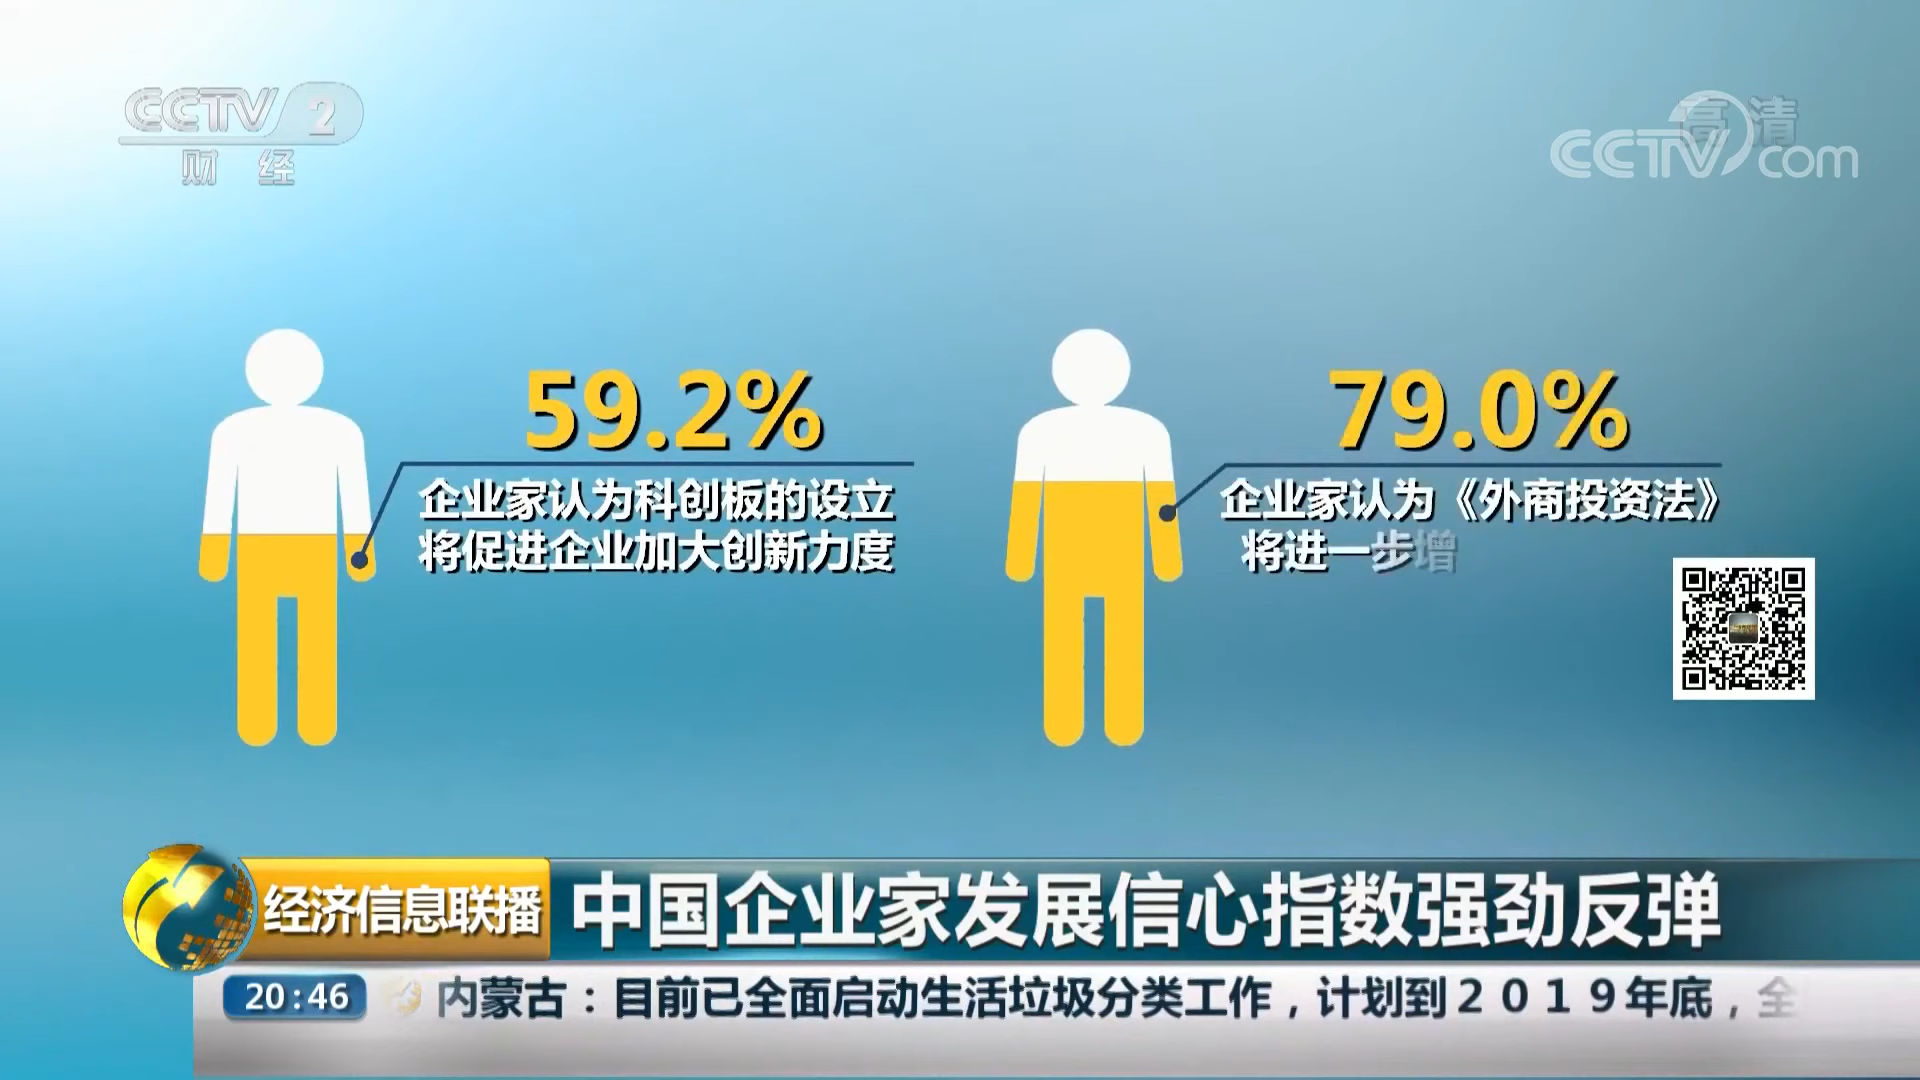 CCTV 2
财 经
高清
CCTV com
59.2%
企业家认为科创板的设立
将促进企业加大创新力度
79.0%
企业家认为《外商投资法》
将进一步增
经济信息联播
中国企业家发展信心指数强劲反弹
20:46
内蒙古：目前已全面启动生活垃圾分类工作，计划到2019年底，全